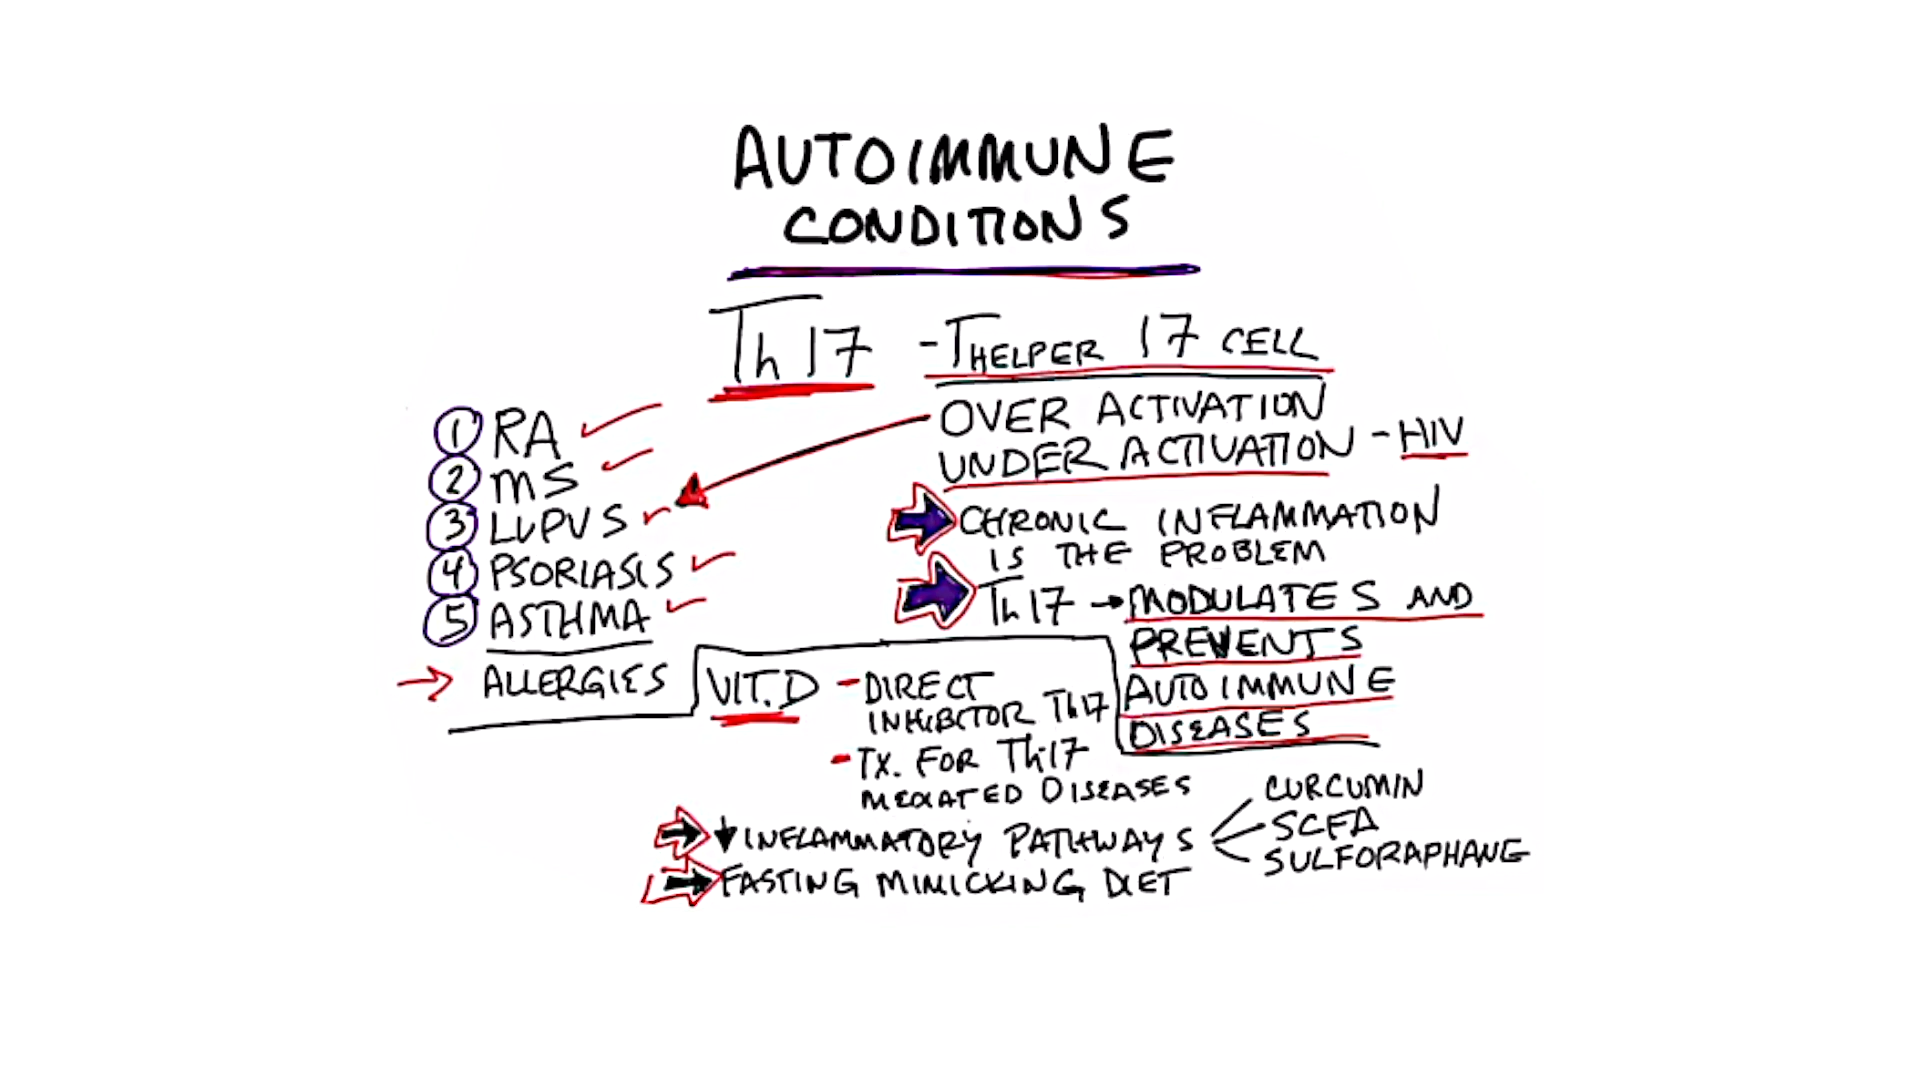 AUTOIMMUNE
CONDITIONS
Th17 - THELPER 17 CELL
OVER ACTIVATION
UNDER ACTIVATION - HIV
① RA
② MS
③ LUPUS
④ PSORIASIS
⑤ ASTHMA
→ ALLERGIES
CHRONIC INFLAMMATION
IS THE PROBLEM
Th17 → MODULATES AND
PREVENTS
AUTOIMMUNE
DISEASES
VIT. D - DIRECT
INHIBITOR Th17
- TX. FOR Th17
MEDIATED DISEASES
↓ INFLAMMATORY PATHWAYS
CURCUMIN
SCFA
SULFORAPHANE
FASTING MIMICKING DIET